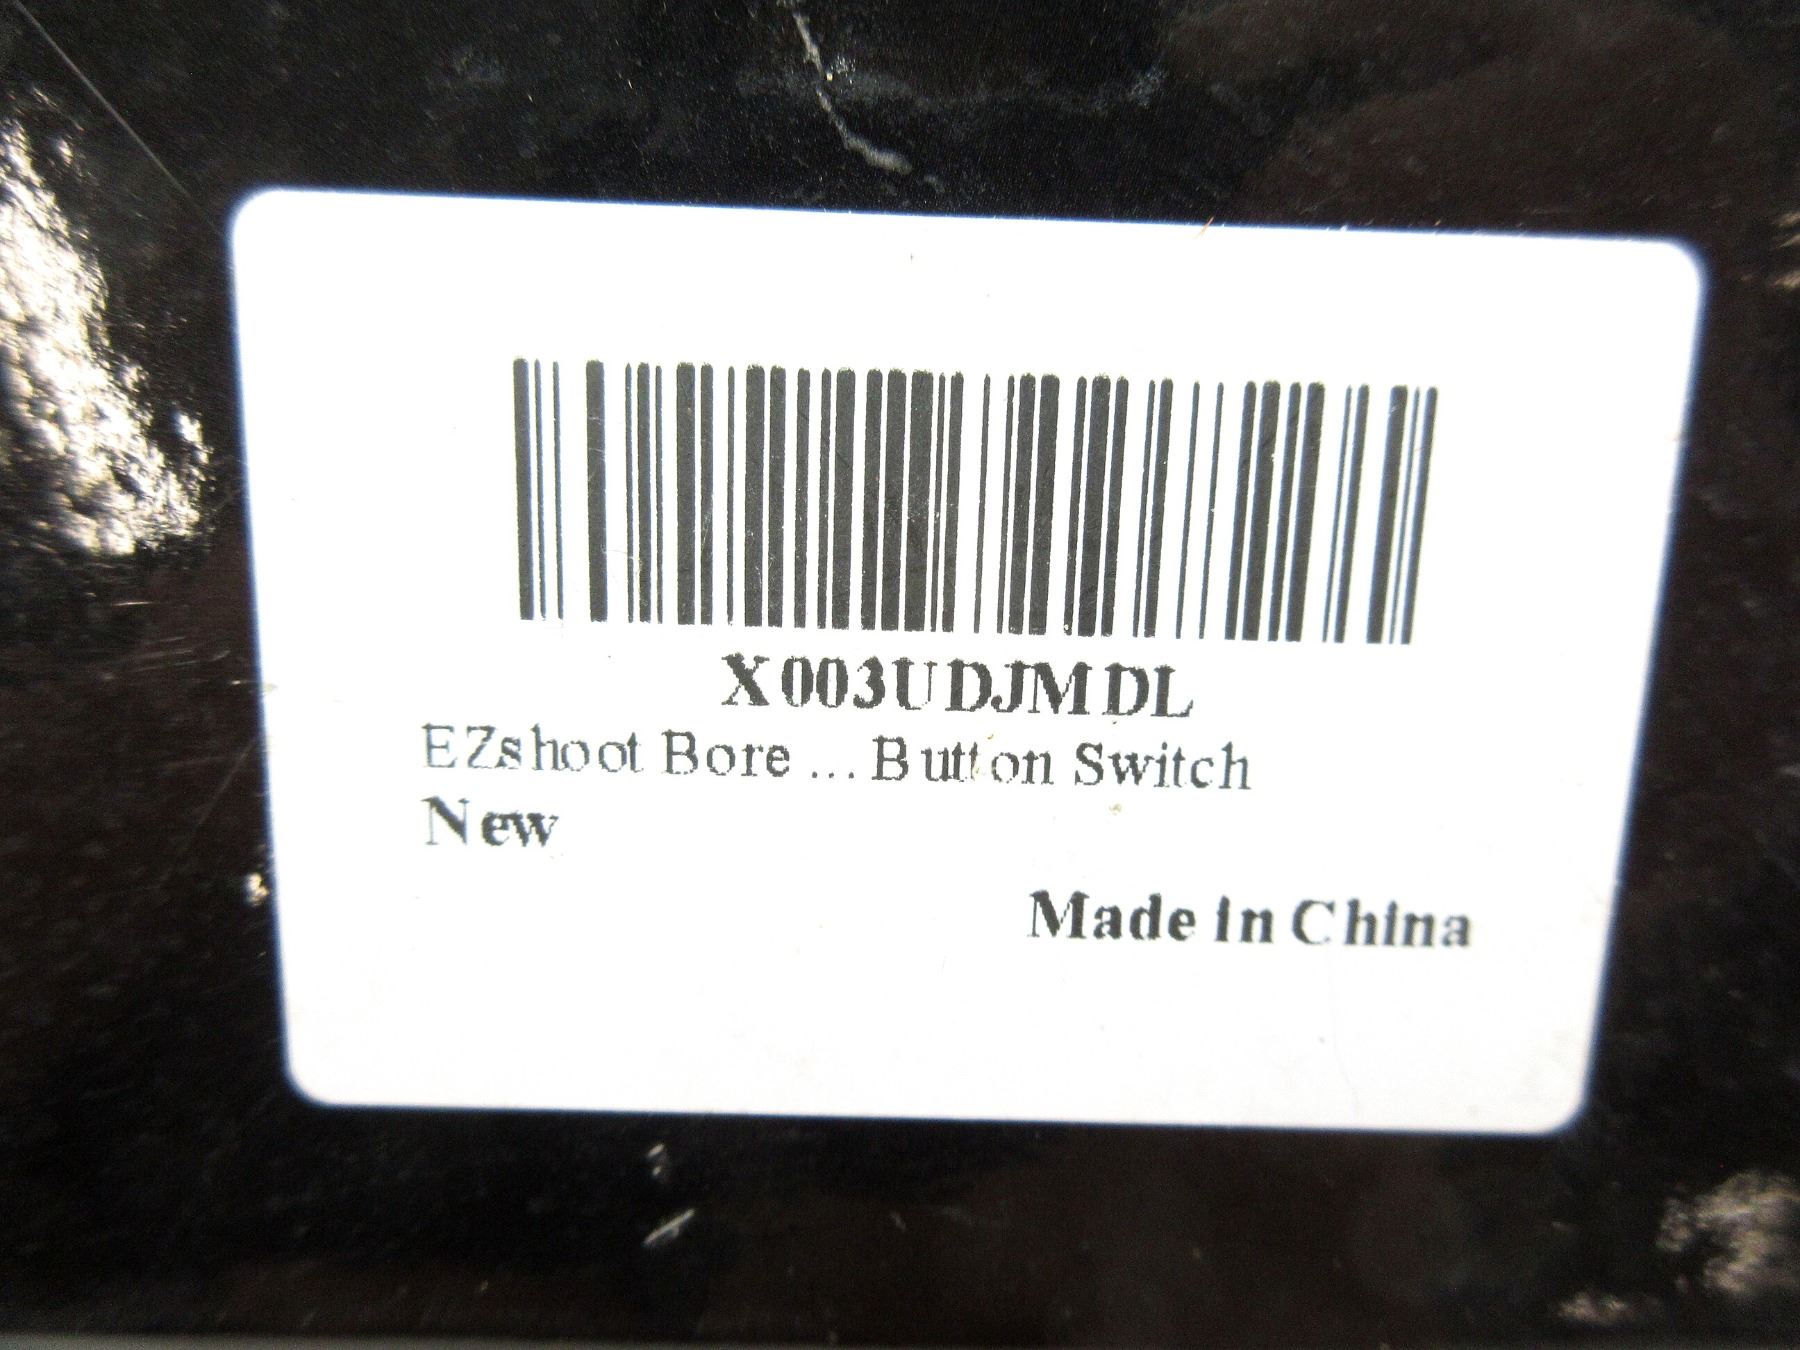 X003UDJMDL
EZshoot Bore ... Button Switch
New
Made in China